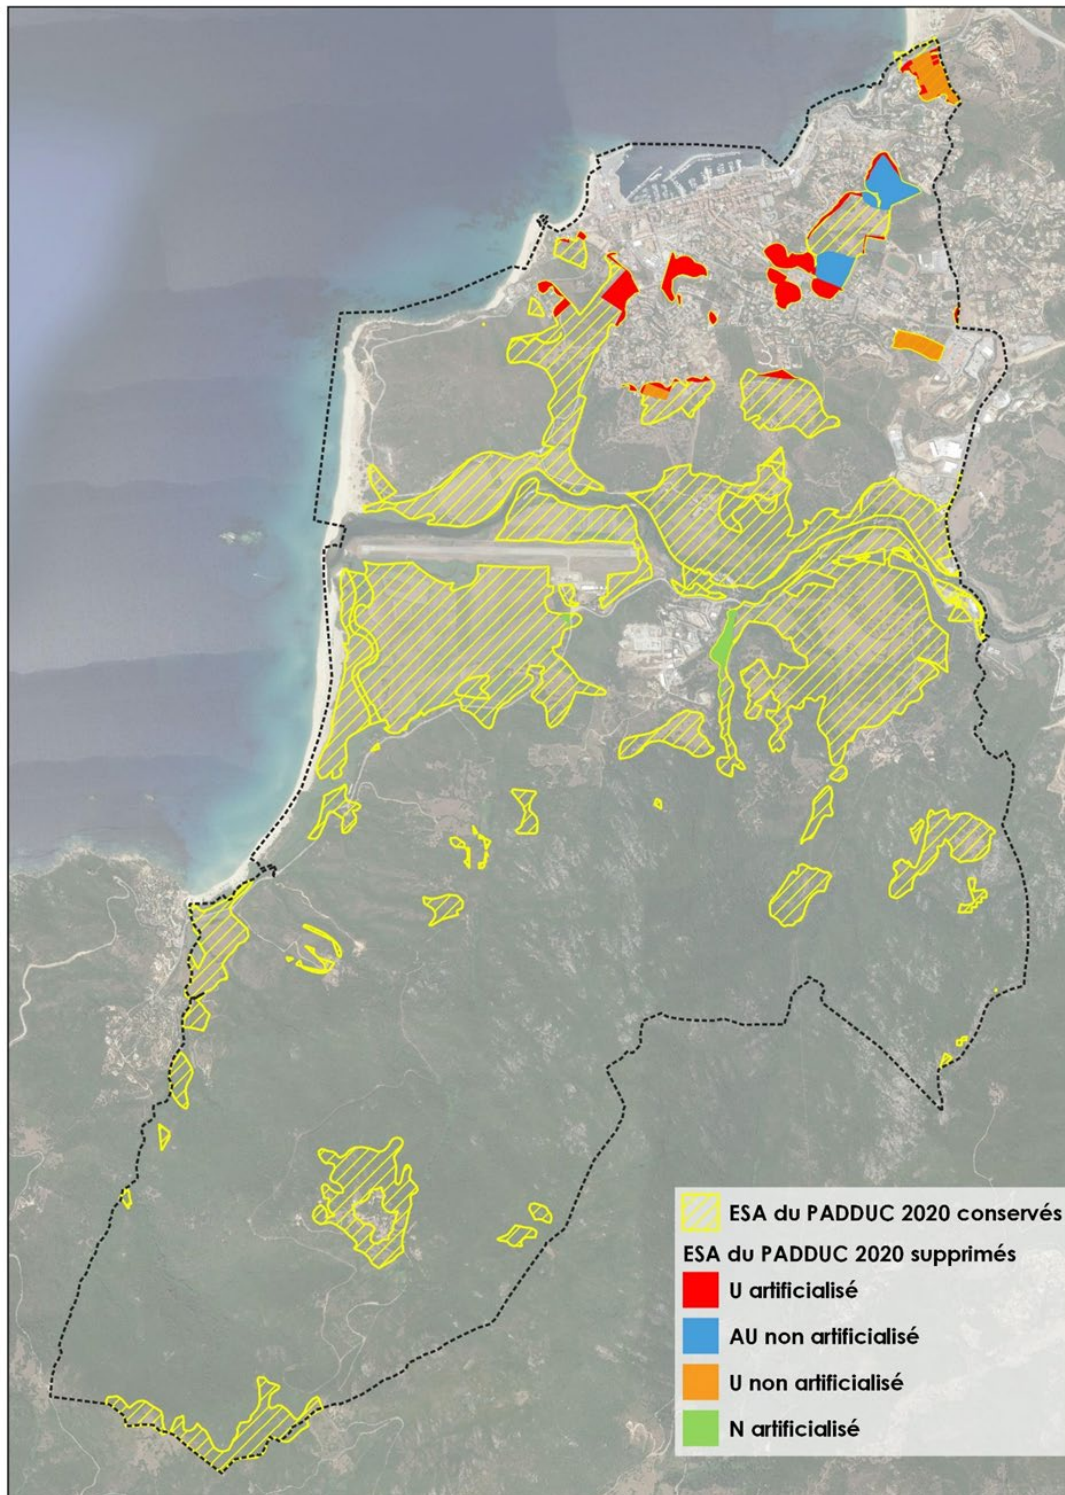 ESA du PADDUC 2020 conservés
ESA du PADDUC 2020 supprimés
U artificialisé
AU non artificialisé
U non artificialisé
N artificialisé